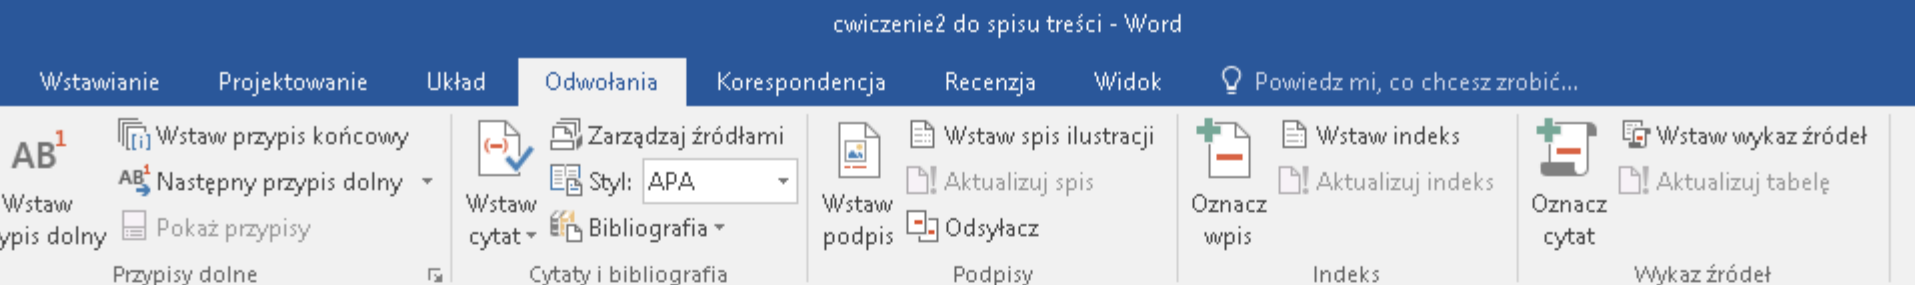 cwiczenie2 do spisu treści - Word
Wstawianie
Projektowanie
Układ
Odwołania
Korespondencja
Recenzja
Widok
Powiedz mi, co chcesz zrobić...
AB1
Wstaw
ypis dolny
[i] Wstaw przypis końcowy
AB1 Następny przypis dolny
Pokaż przypisy
Przypisy dolne
Wstaw
cytat
Zarządzaj źródłami
Styl: APA
Bibliografia
Cytaty i bibliografia
Wstaw
podpis
Wstaw spis ilustracji
Aktualizuj spis
Odsyłacz
Podpisy
Oznacz
wpis
Wstaw indeks
Aktualizuj indeks
Indeks
Oznacz
cytat
Wstaw wykaz źródeł
Aktualizuj tabelę
Wykaz źródeł